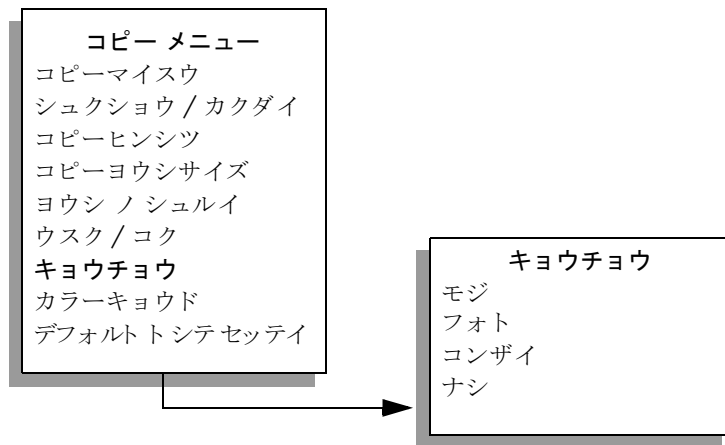 コピー メニュー
コピーマイスウ
シュクショウ / カクダイ
コピーヒンシツ
コピーヨウシサイズ
ヨウシ ノ シュルイ
ウスク / コク
キョウチョウ
カラーキョウド
デフォルト ト シテ セッテイ
キョウチョウ
モジ
フォト
コンザイ
ナシ